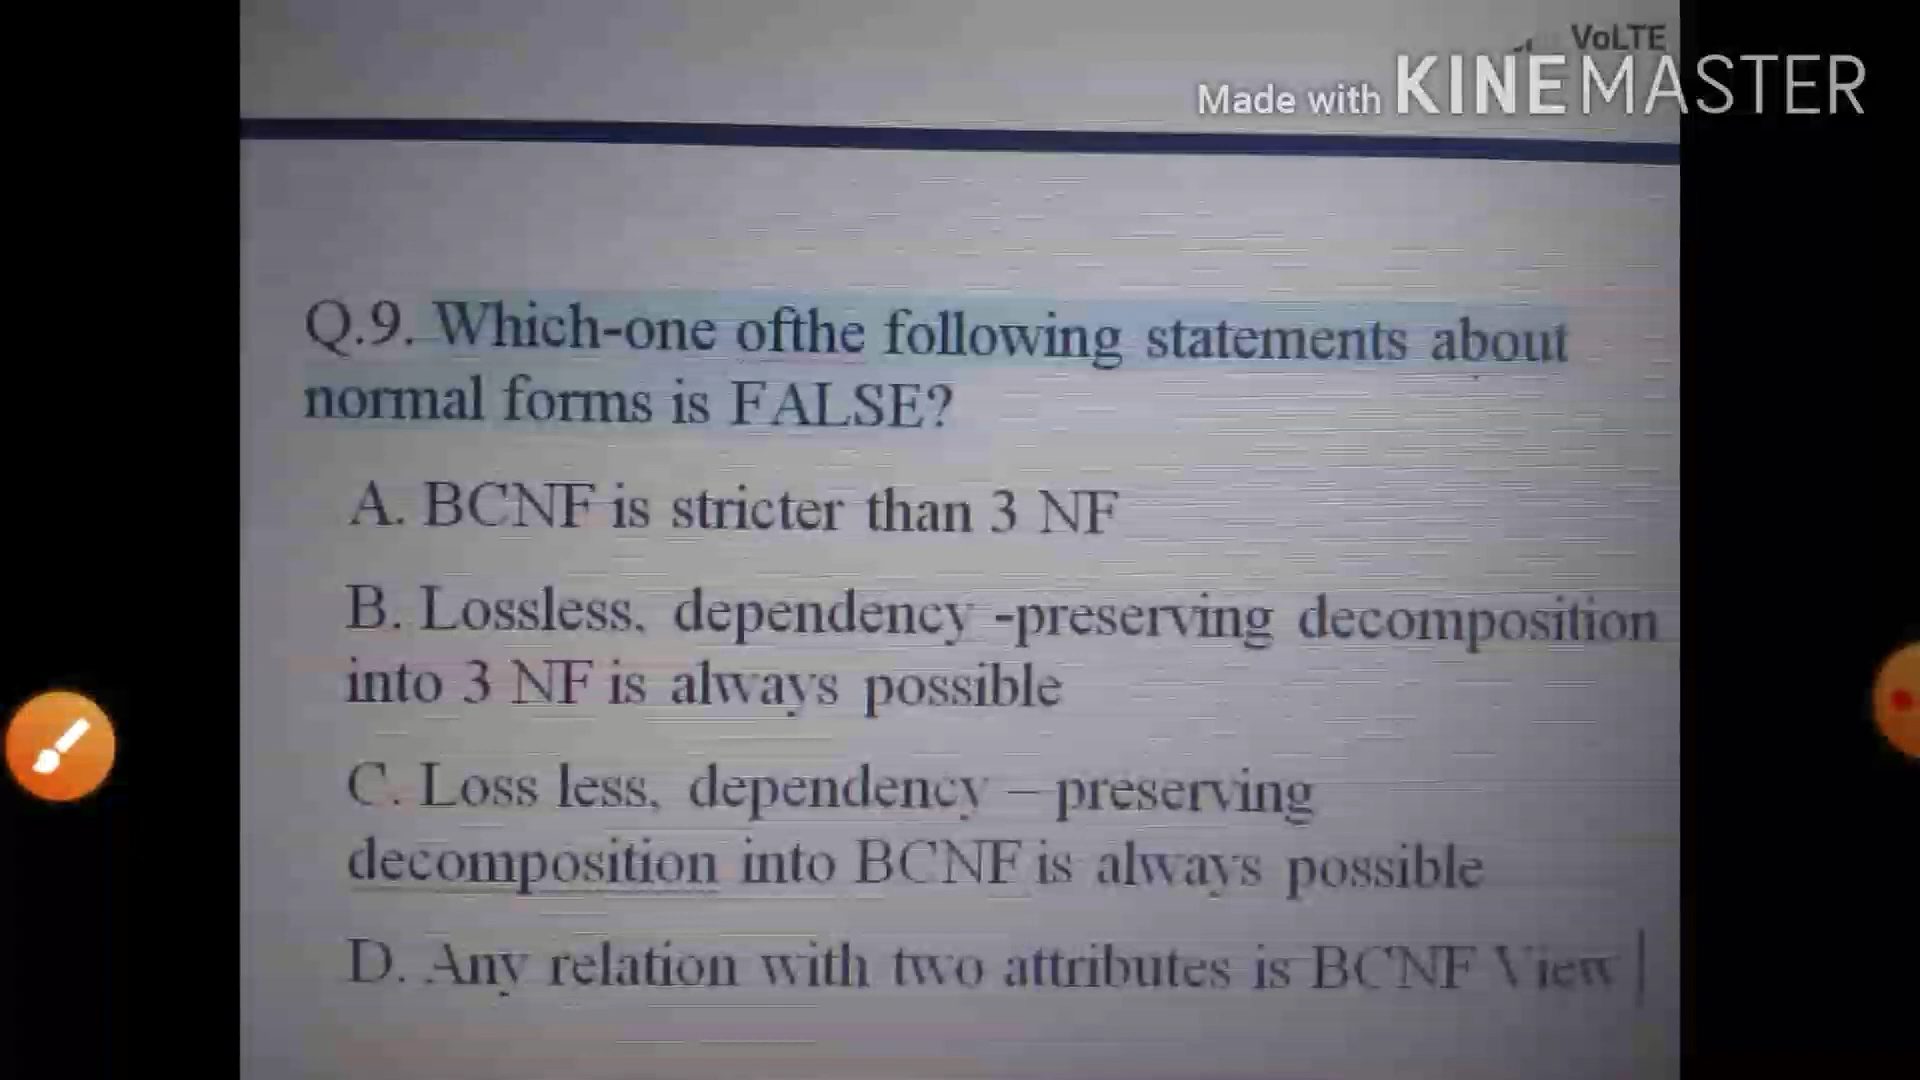 VoLTE
Made with KINEMASTER
Q.9. Which-one ofthe following statements about
normal forms is FALSE?
A. BCNF is stricter than 3 NF
B. Lossless, dependency -preserving decomposition
into 3 NF is always possible
C. Loss less, dependency – preserving
decomposition into BCNF is always possible
D. Any relation with two attributes is BCNF View